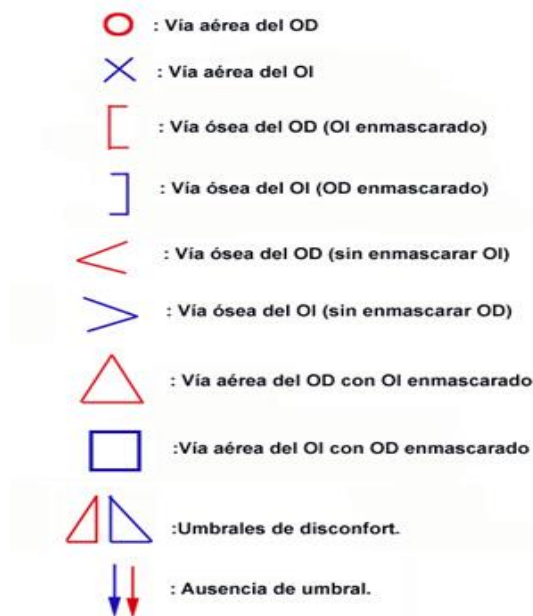 : Vía aérea del OD
: Vía aérea del OI
: Vía ósea del OD (OI enmascarado)
: Vía ósea del OI (OD enmascarado)
: Vía ósea del OD (sin enmascarar OI)
: Vía ósea del OI (sin enmascarar OD)
: Vía aérea del OD con OI enmascarado
:Vía aérea del OI con OD enmascarado
:Umbrales de disconfort.
: Ausencia de umbral.